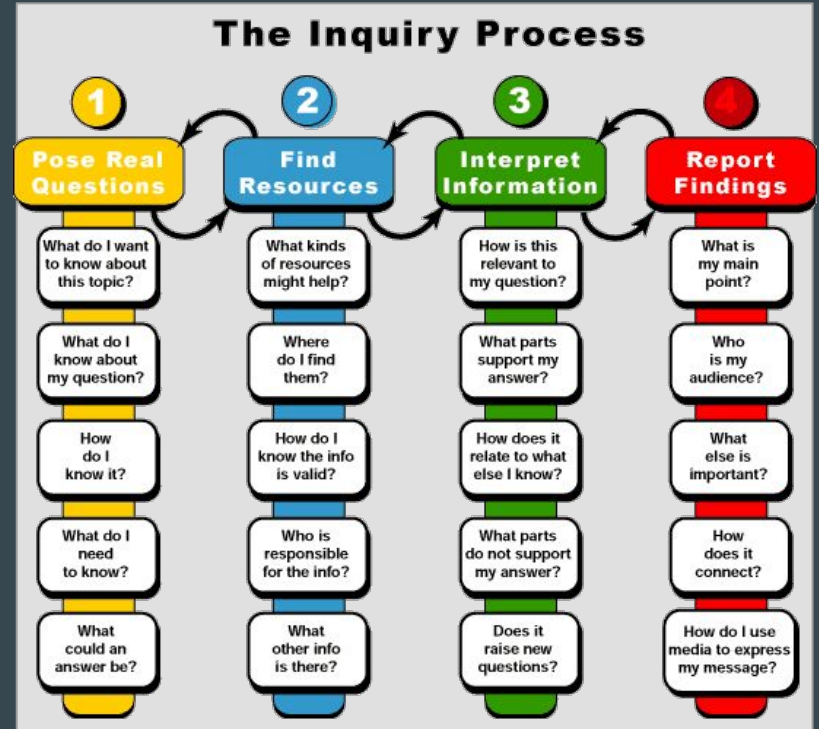 The Inquiry Process
1
Pose Real
Questions
What do I want
to know about
this topic?
What do I
know about
my question?
How
do I
know it?
What do I
need
to know?
What
could an
answer be?
2
Find
Resources
What kinds
of resources
might help?
Where
do I find
them?
How do I
know the info
is valid?
Who is
responsible
for the info?
What
other info
is there?
3
Interpret
Information
How is this
relevant to
my question?
What parts
support my
answer?
How does it
relate to what
else I know?
What parts
do not support
my answer?
Does it
raise new
questions?
4
Report
Findings
What is
my main
point?
Who
is my
audience?
What
else is
important?
How
does it
connect?
How do I use
media to express
my message?